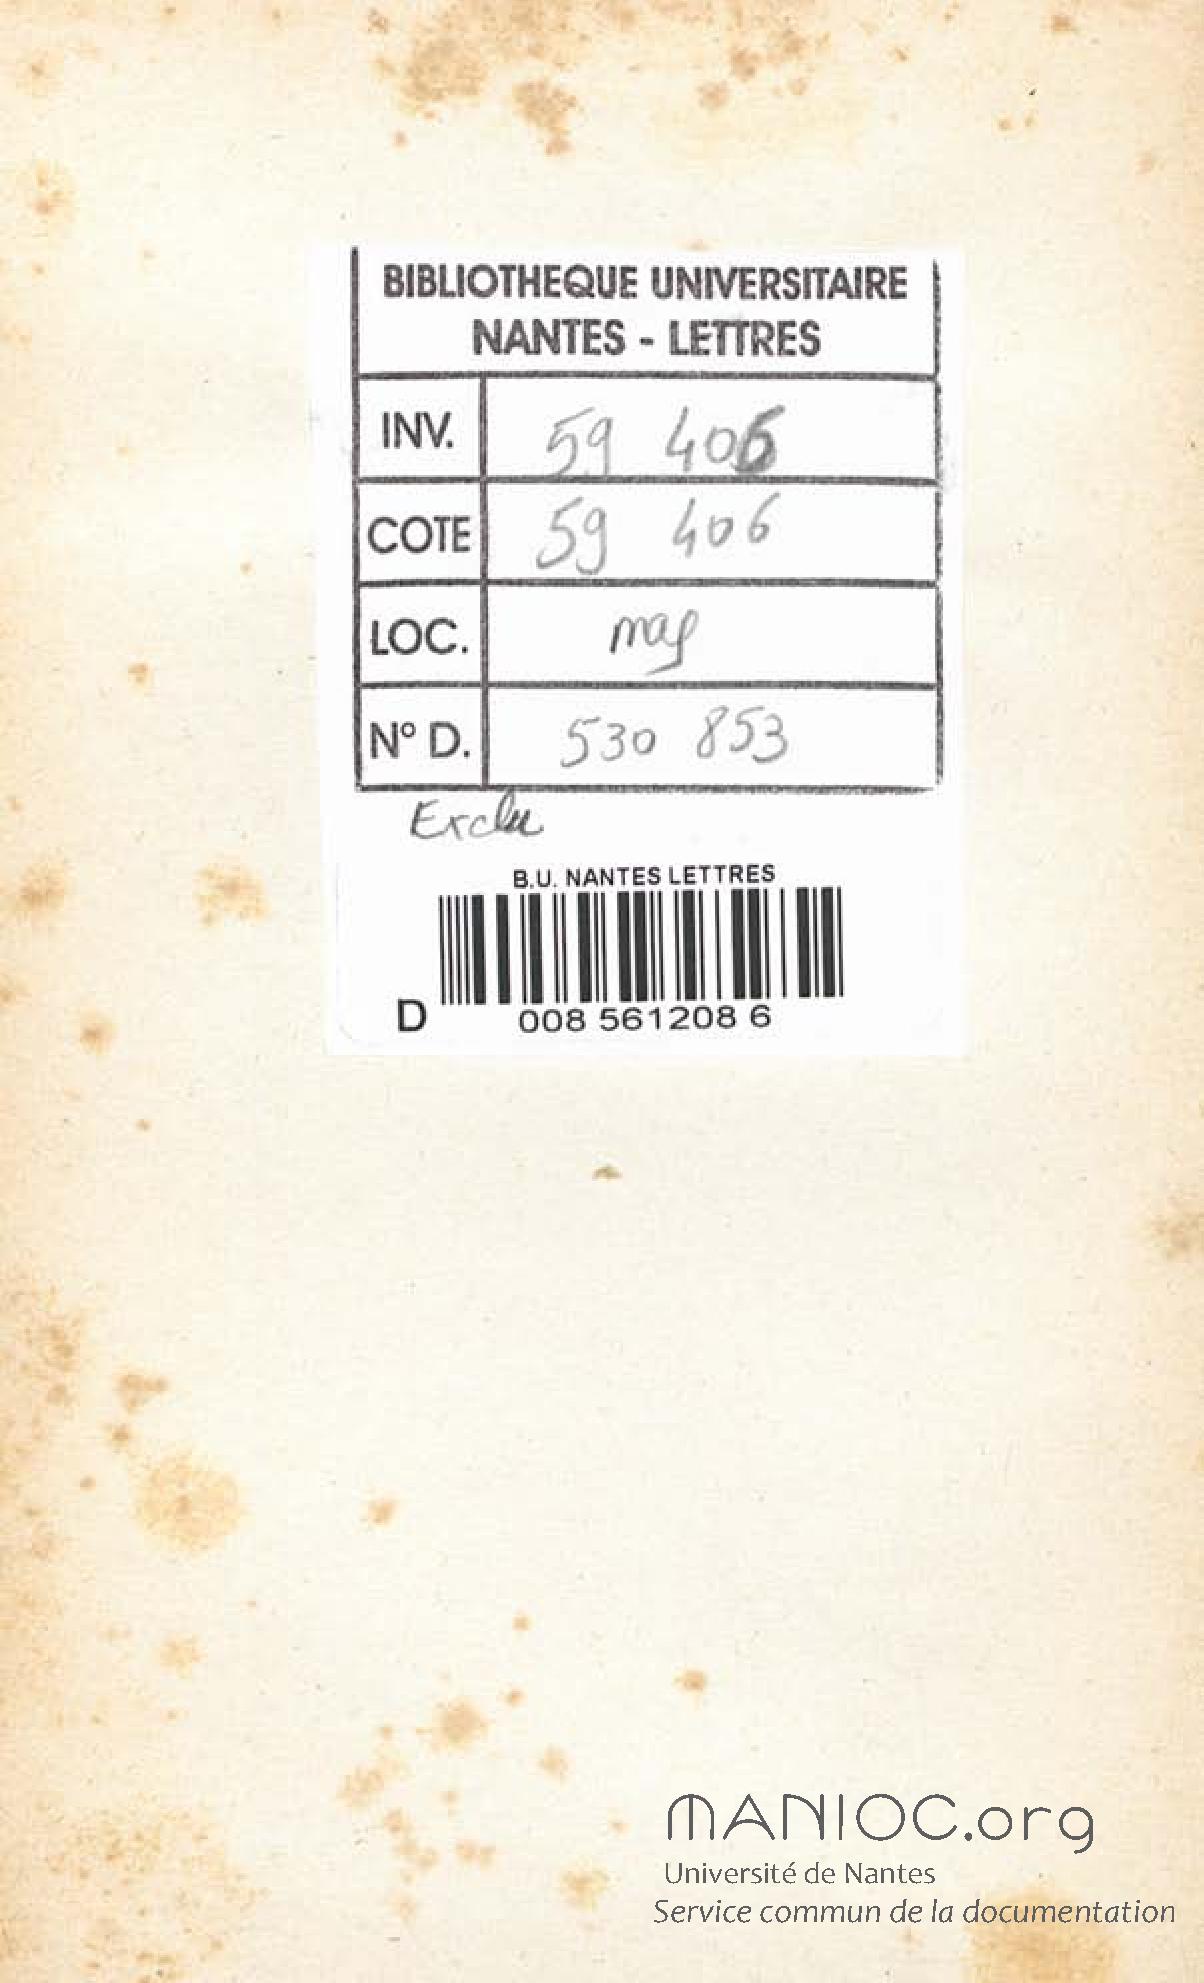 BIBLIOTHEQUE UNIVERSITAIRE
NANTES - LETTRES
INV. 59 406
COTE 59 406
LOC. mag
N° D. 530 853
Exclu
B.U. NANTES LETTRES
D 008 561208 6
MANIOC.org
Université de Nantes
Service commun de la documentation